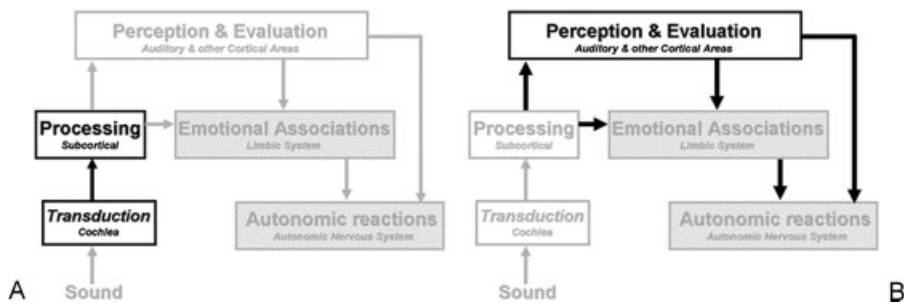 Perception & Evaluation
Auditory & other Cortical Areas
Processing
Subcortical
Emotional Associations
Limbic System
Transduction
Cochlea
Autonomic reactions
Autonomic Nervous System
Sound
A
Perception & Evaluation
Auditory & other Cortical Areas
Processing
Subcortical
Emotional Associations
Limbic System
Transduction
Cochlea
Autonomic reactions
Autonomic Nervous System
Sound
B